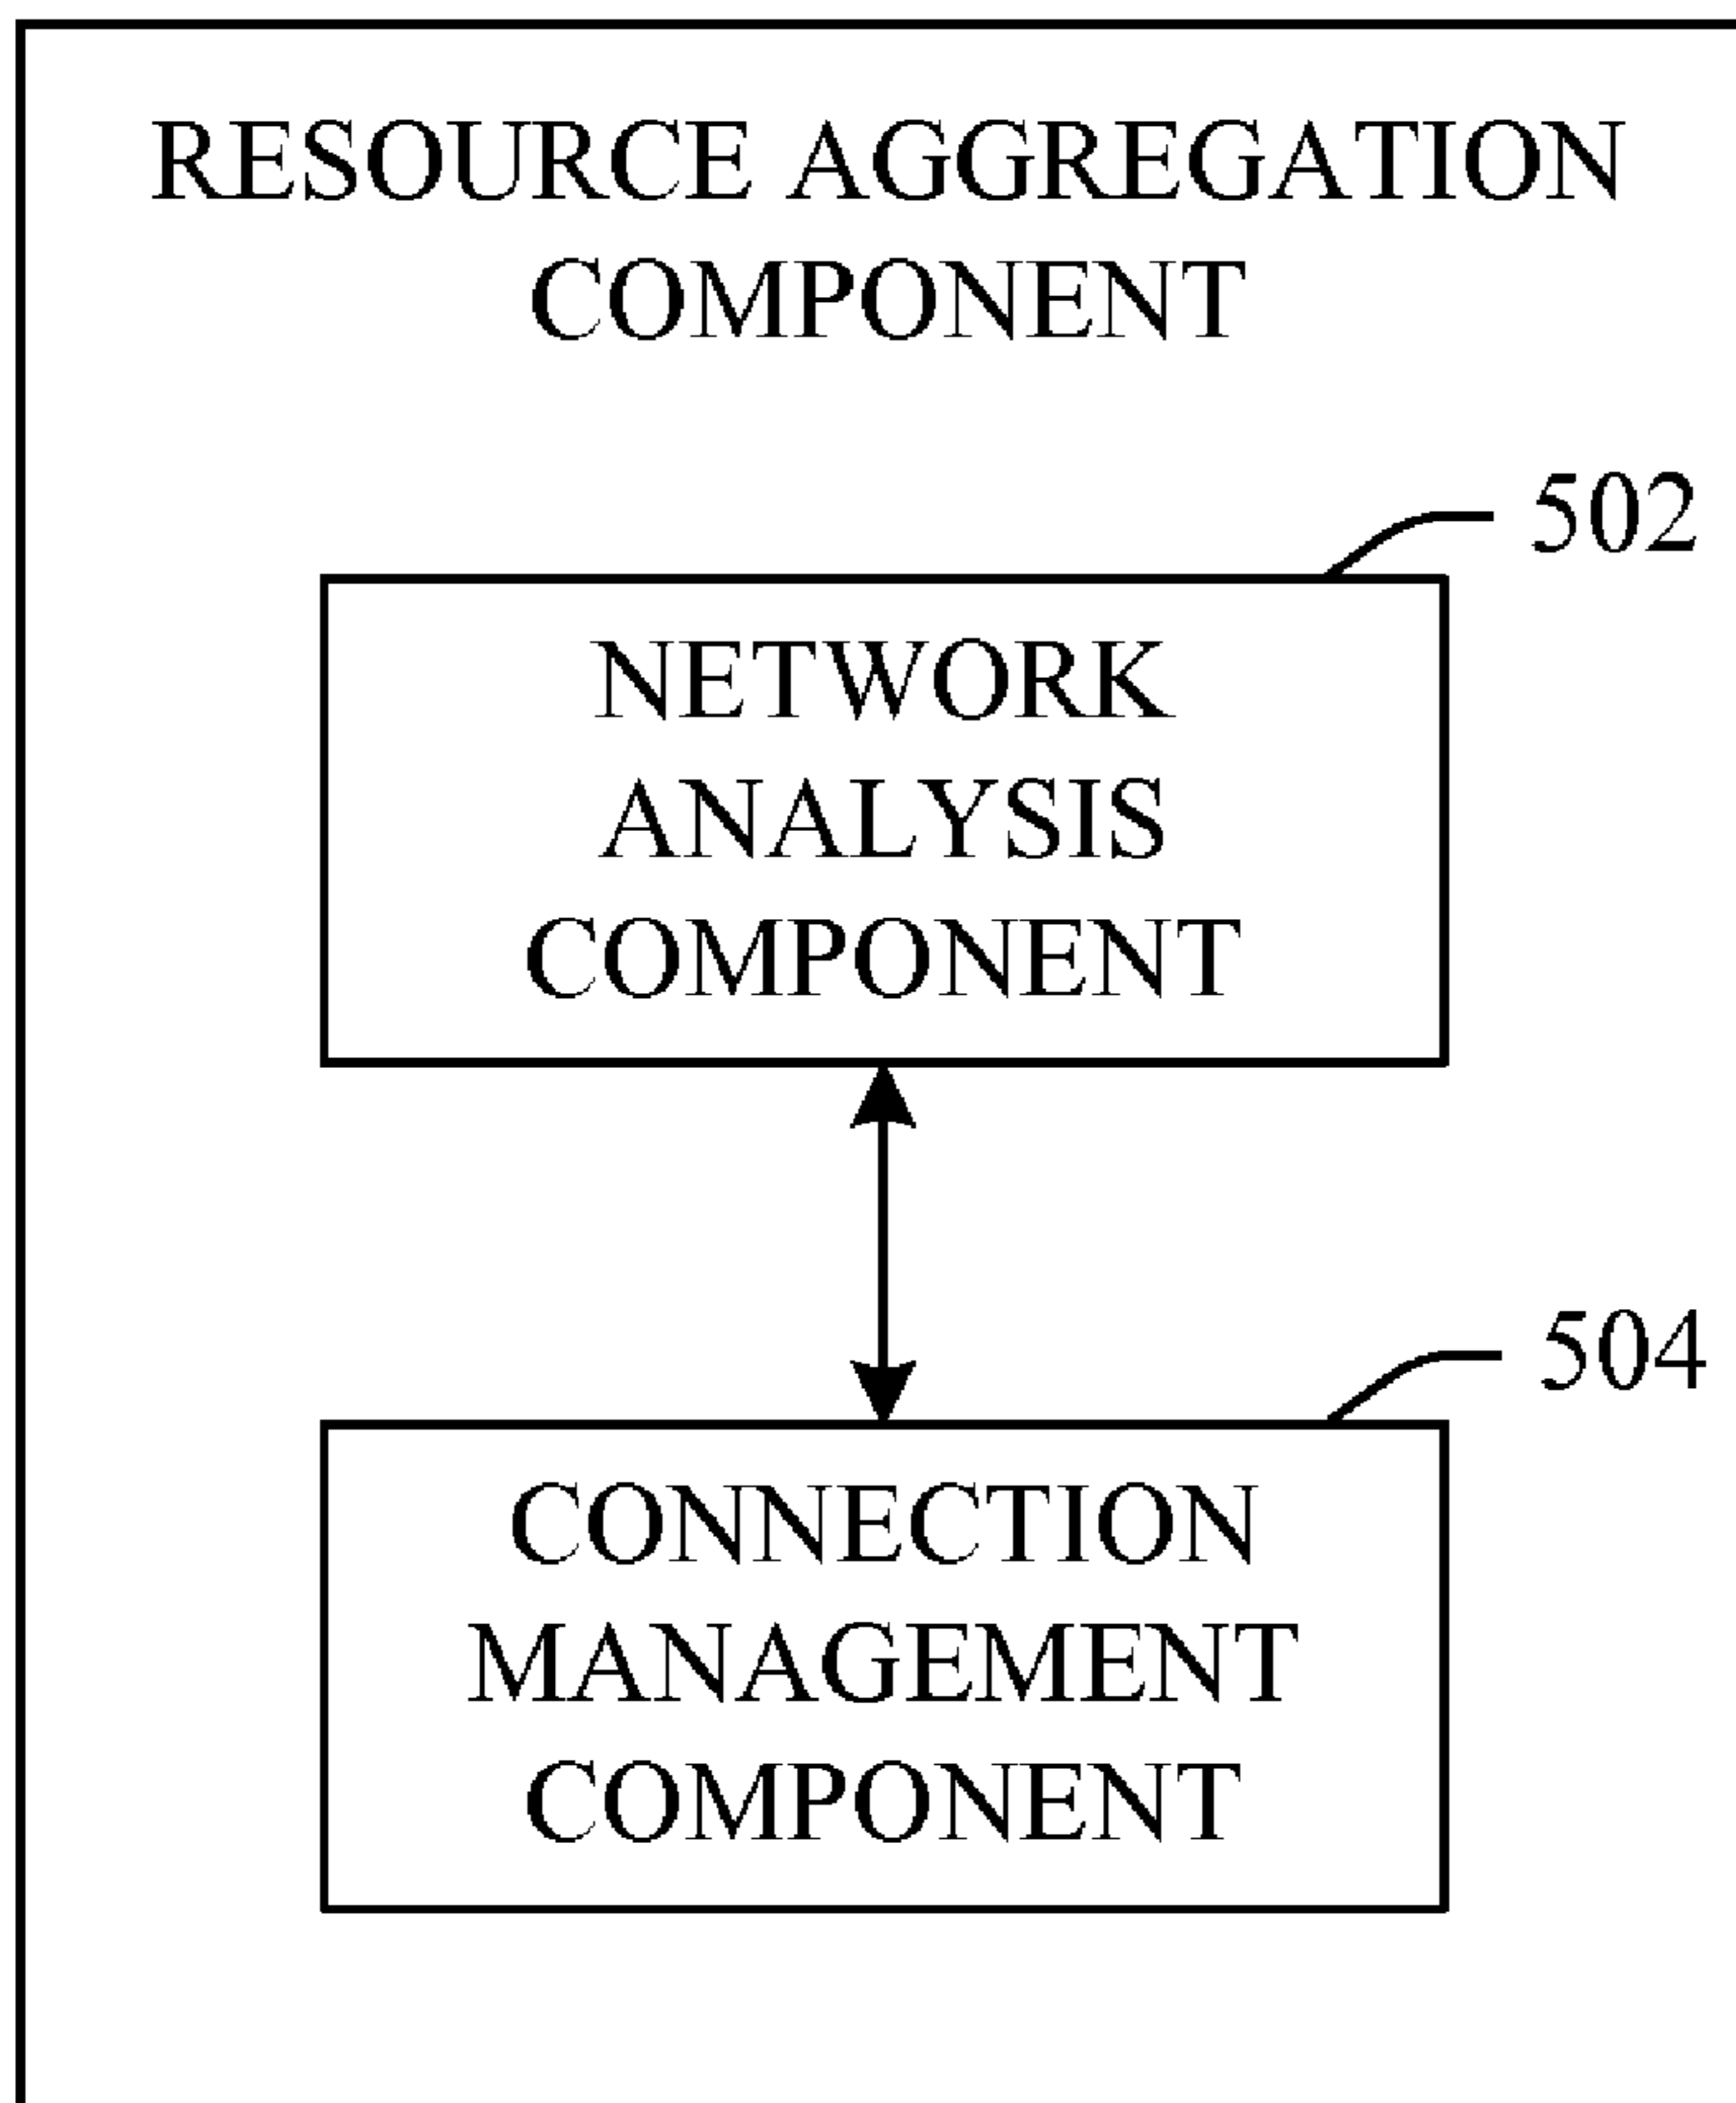 RESOURCE AGGREGATION
COMPONENT
502
NETWORK
ANALYSIS
COMPONENT
504
CONNECTION
MANAGEMENT
COMPONENT